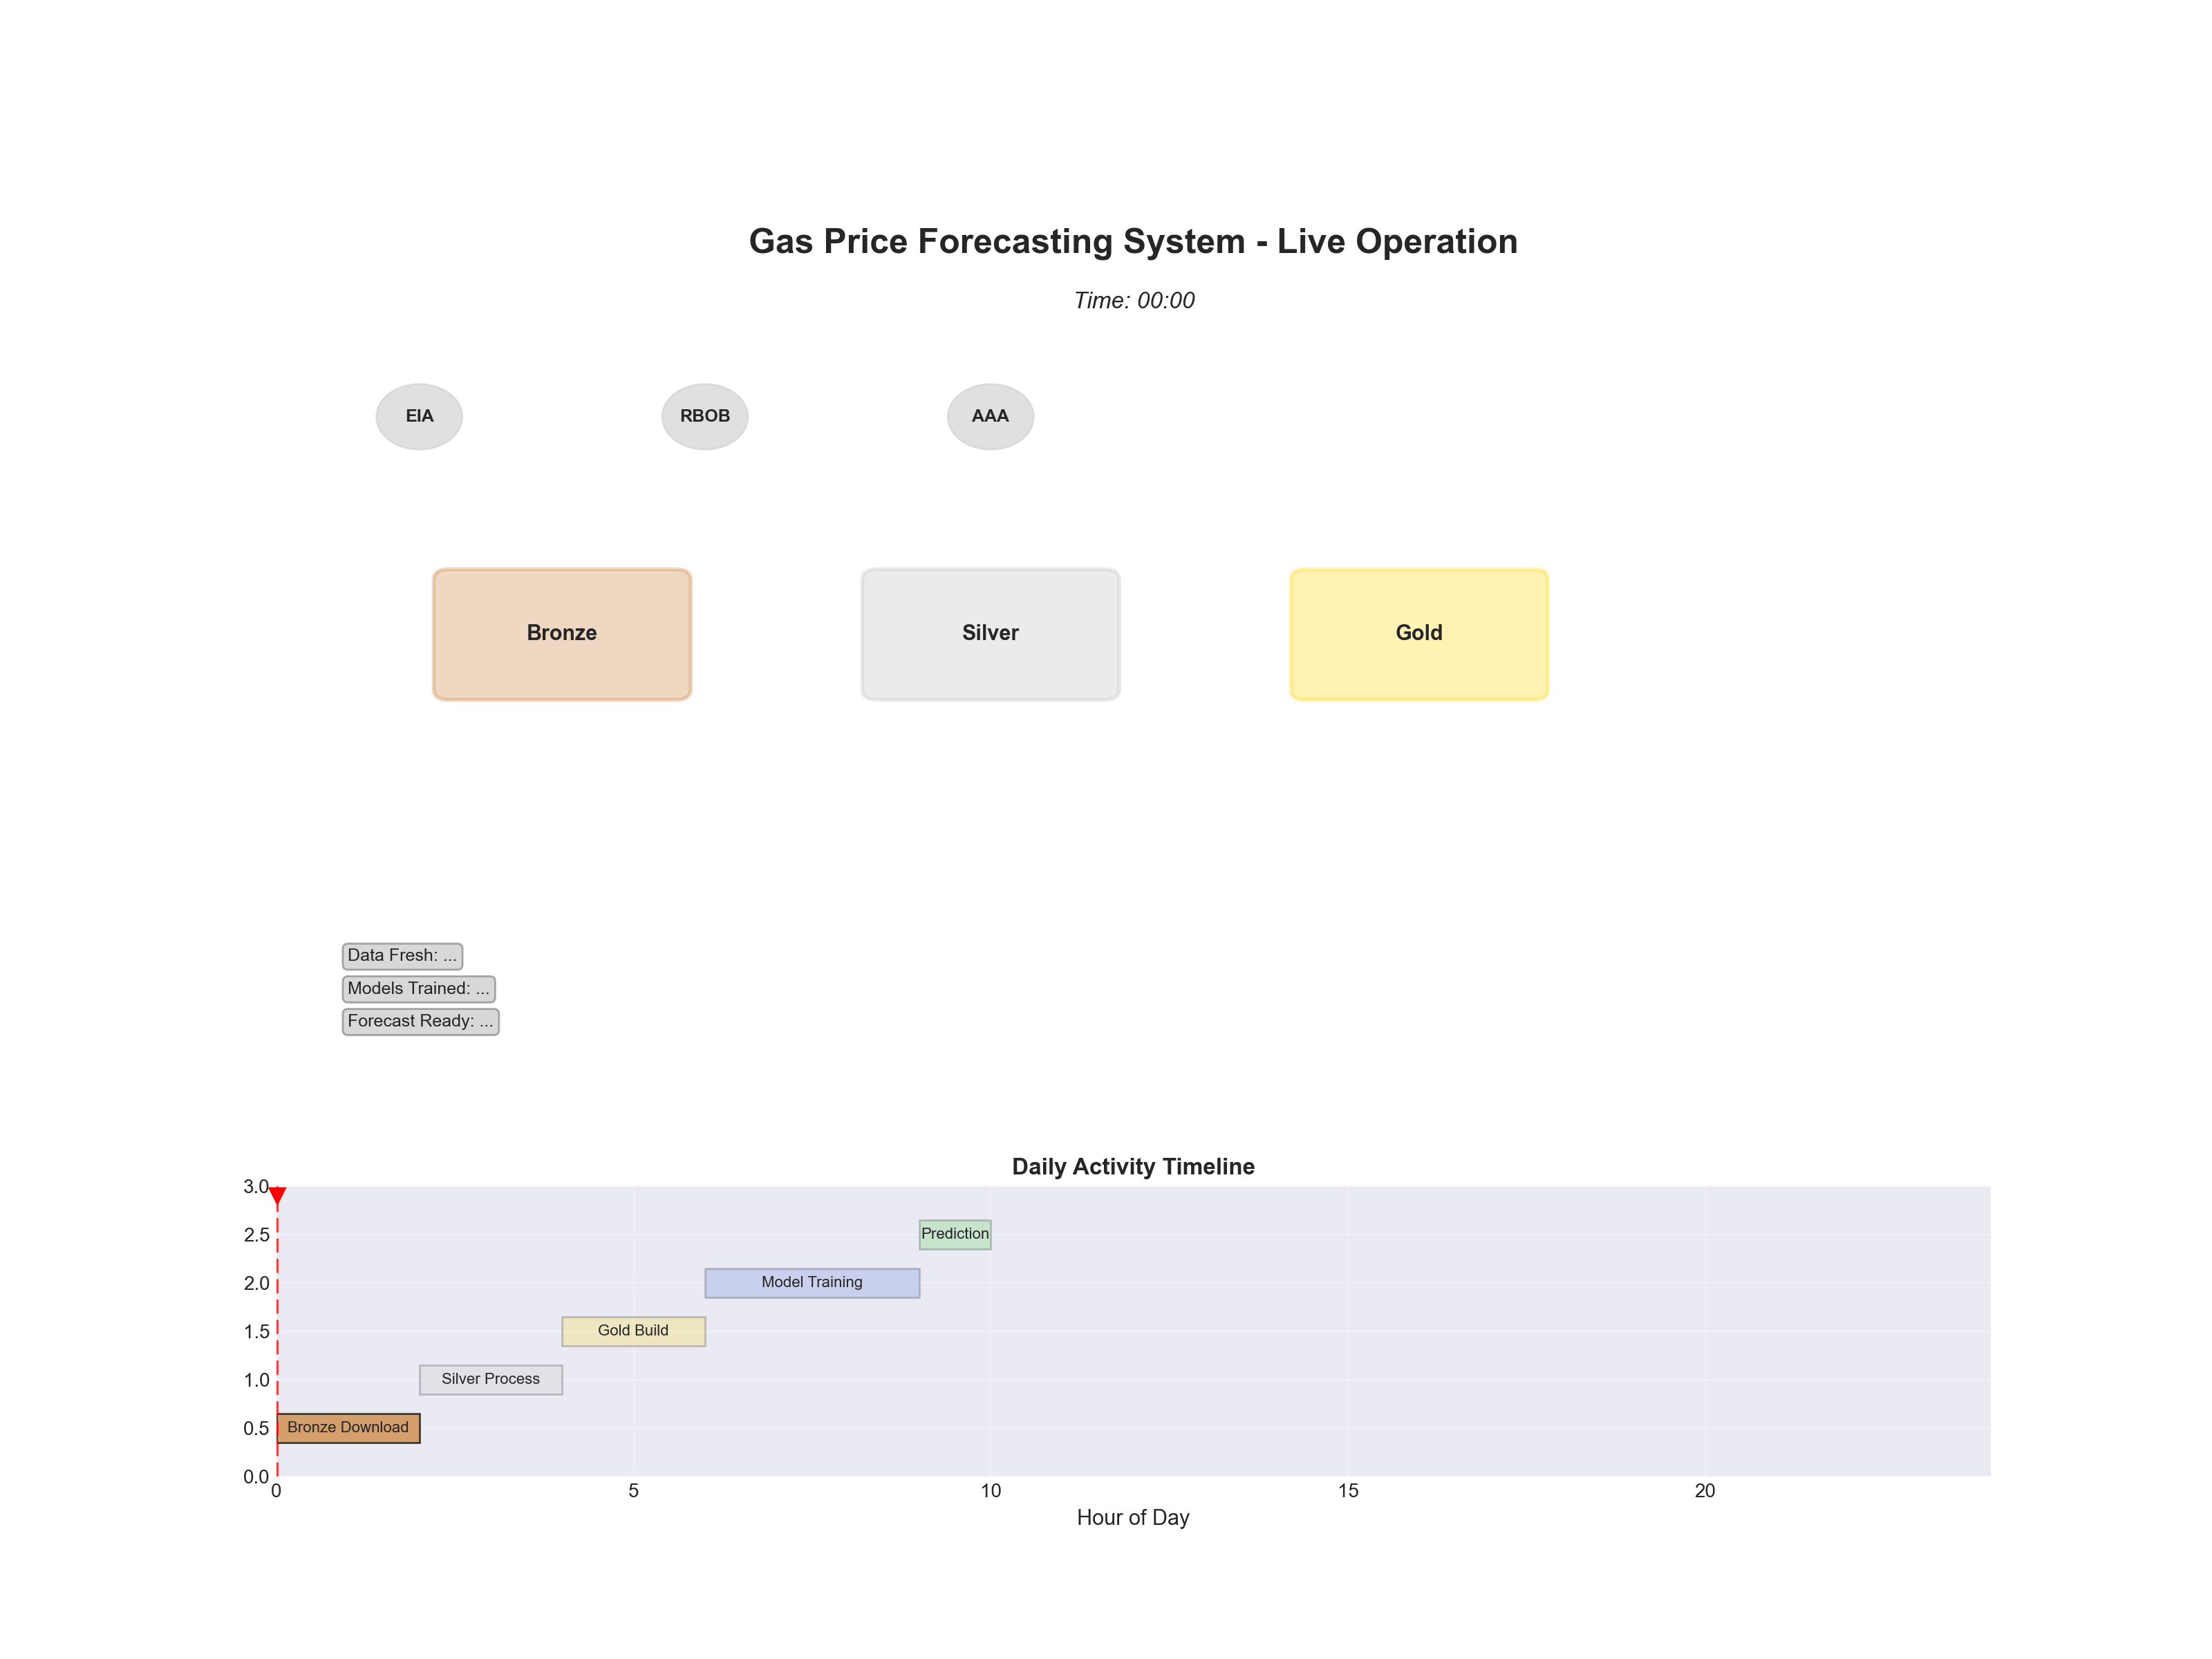 Gas Price Forecasting System - Live Operation
Time: 00:00
EIA
RBOB
AAA
Bronze
Silver
Gold
Data Fresh: ...
Models Trained: ...
Forecast Ready: ...
Daily Activity Timeline
3.0
2.5
Prediction
2.0
Model Training
1.5
Gold Build
1.0
Silver Process
0.5
Bronze Download
0.0
0
5
10
15
20
Hour of Day